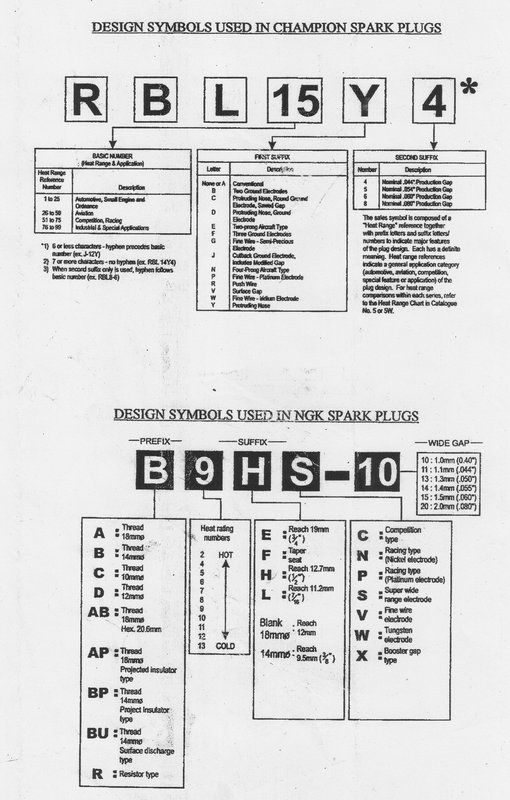 DESIGN SYMBOLS USED IN CHAMPION SPARK PLUGS
R B L 15 Y 4*
BASIC NUMBER
(Heat Range & Application)
Heat Range
Reference
Number
Description
1 to 25 Automotive, Small Engine and
Ordance
26 to 50 Aviation
51 to 75 Competition, Racing
76 to 99 Industrial & Special Applications
*1) 6 or less characters - hyphen precedes basic
number (ex. J-12Y)
2) 7 or more characters - no hyphen (ex. RBL 14Y4)
3) When second suffix only is used, hyphen follows
basic number (ex. RBL8-6)
FIRST SUFFIX
Letter Description
None or A Conventional
B Two Ground Electrodes
C Protruding Nose, Round Ground
Electrode, Sawed Gap
D Protruding Nose, Ground
Electrode
E Two-prong Aircraft Type
F Three Ground Electrodes
G Fine Wire - Semi-Precious
Electrode
J Cutback Ground Electrode,
Includes Modified Gap
N Four-Prong Aircraft Type
P Fine Wire - Platinum Electrode
R Push Wire
V Surface Gap
W Fine Wire - Iridium Electrode
Y Protruding Nose
SECOND SUFFIX
Number Description
4 Nominal .044" Production Gap
5 Nominal .054" Production Gap
6 Nominal .060" Production Gap
8 Nominal .080" Production Gap
The sales symbol is composed of a
"Heat Range" reference together
with prefix letters and suffix letters/
numbers to indicate major features
of the plug design. Each has a definite
meaning. Heat range references
indicate a general application category
(automotive, aviation, competition,
special feature or application) of the
plug design. For heat range
comparisons within each series, refer
to the Heat Range Chart in Catalogue
No. S or SW.
DESIGN SYMBOLS USED IN NGK SPARK PLUGS
PREFIX SUFFIX WIDE GAP
B 9 H S - 10
10 : 1.0mm (0.40")
11 : 1.1mm (.044")
13 : 1.3mm (.050")
14 : 1.4mm (.055")
15 : 1.5mm (.060")
20 : 2.0mm (.080")
A : Thread
18mmø
B : Thread
14mmø
C : Thread
10mmø
D : Thread
12mmø
AB : Thread
18mmø
Hex. 20.6mm
AP : Thread
18mmø
Projected insulator
type
BP : Thread
14mmø
Project Insulator
type
BU : Thread
14mmø
Surface discharge
type
R : Resistor type
Heat rating
numbers
2 HOT
4
5
6
7
8
9
10
11
12
13 COLD
E : Reach 19mm
(3/4")
F : Taper
seat
H : Reach 12.7mm
(1/2")
L : Reach 11.2mm
(7/16")
Blank
18mmø : Reach
12mm
14mmø : Reach
9.5mm (3/8")
C : Competition
type
N : Racing type
(Nickel electrode)
P : Racing type
(Platinum electrode)
S : Super wide
range electrode
V : Fine wire
electrode
W : Tungsten
electrode
X : Booster gap
type